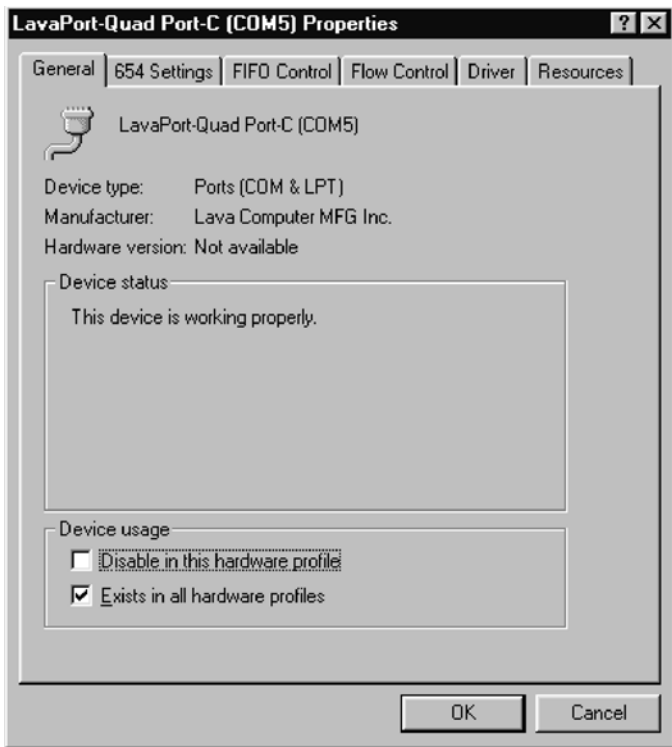 LavaPort-Quad Port-C (COM5) Properties
General 654 Settings FIFO Control Flow Control Driver Resources
LavaPort-Quad Port-C (COM5)
Device type: Ports (COM & LPT)
Manufacturer: Lava Computer MFG Inc.
Hardware version: Not available
Device status
This device is working properly.
Device usage
Disable in this hardware profile
Exists in all hardware profiles
OK Cancel